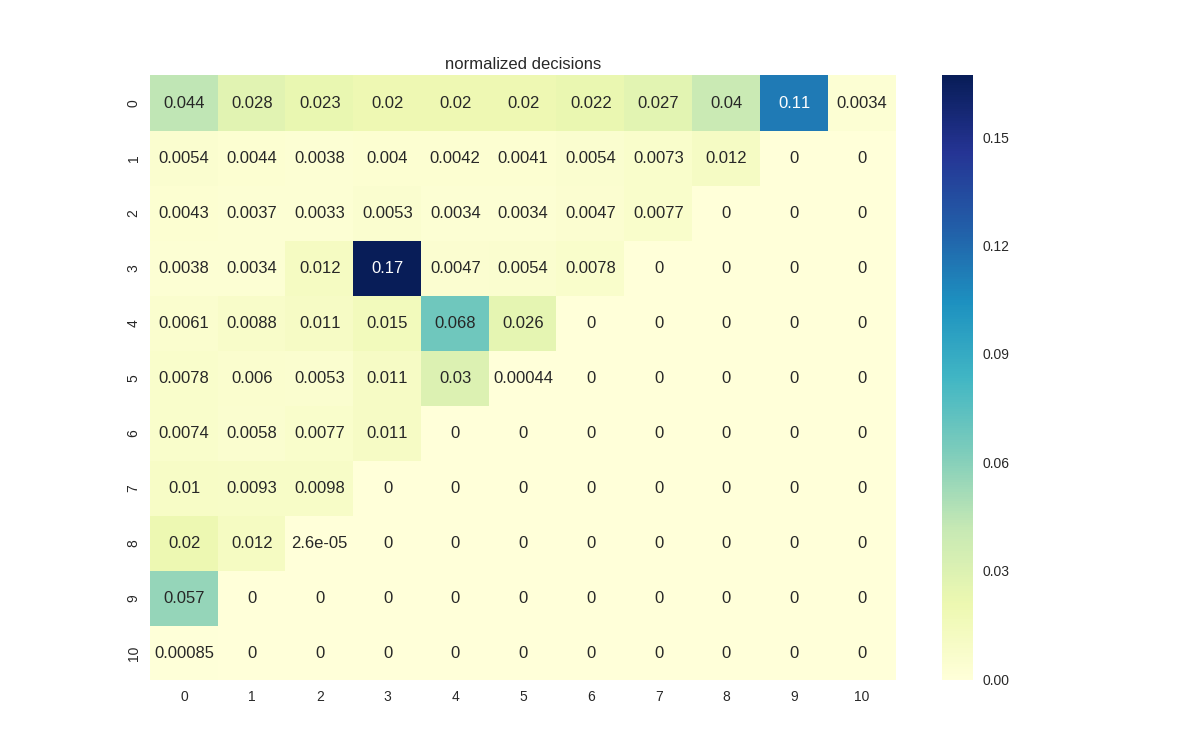 normalized decisions
0 0.044 0.028 0.023 0.02 0.02 0.02 0.022 0.027 0.04 0.11 0.0034
1 0.0054 0.0044 0.0038 0.004 0.0042 0.0041 0.0054 0.0073 0.012 0 0
2 0.0043 0.0037 0.0033 0.0053 0.0034 0.0034 0.0047 0.0077 0 0 0
3 0.0038 0.0034 0.012 0.17 0.0047 0.0054 0.0078 0 0 0 0
4 0.0061 0.0088 0.011 0.015 0.068 0.026 0 0 0 0 0
5 0.0078 0.006 0.0053 0.011 0.03 0.00044 0 0 0 0 0
6 0.0074 0.0058 0.0077 0.011 0 0 0 0 0 0 0
7 0.01 0.0093 0.0098 0 0 0 0 0 0 0 0
8 0.02 0.012 2.6e-05 0 0 0 0 0 0 0 0
9 0.057 0 0 0 0 0 0 0 0 0 0
10 0.00085 0 0 0 0 0 0 0 0 0 0
0 1 2 3 4 5 6 7 8 9 10
0.15
0.12
0.09
0.06
0.03
0.00